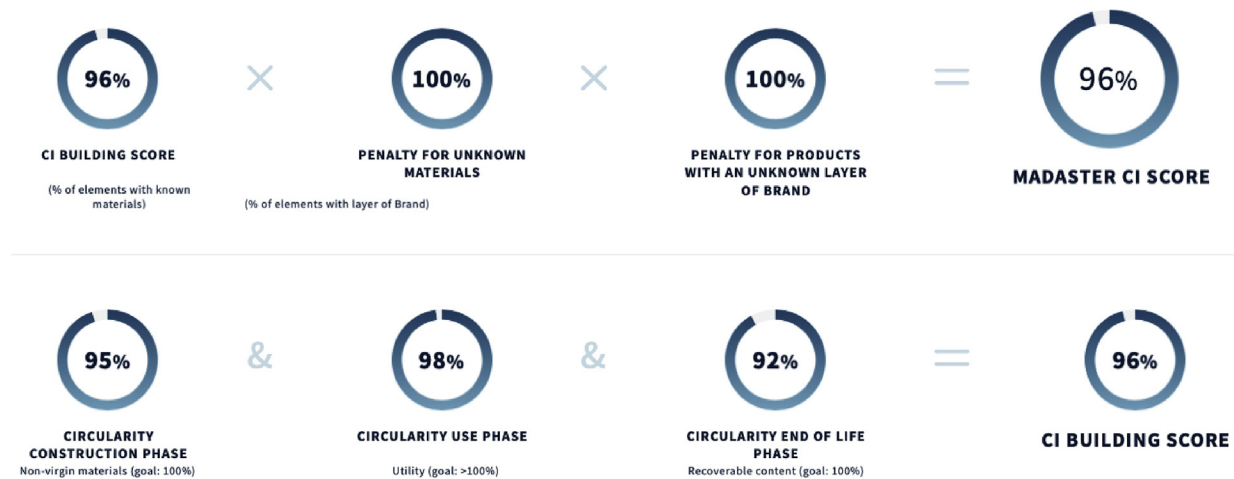 96%
×
100%
×
100%
=
96%
CI BUILDING SCORE
PENALTY FOR UNKNOWN
MATERIALS
PENALTY FOR PRODUCTS
WITH AN UNKNOWN LAYER
OF BRAND
MADASTER CI SCORE
(% of elements with known
materials)
(% of elements with layer of Brand)
95%
&
98%
&
92%
=
96%
CIRCULARITY
CONSTRUCTION PHASE
Non-virgin materials (goal: 100%)
CIRCULARITY USE PHASE
Utility (goal: >100%)
CIRCULARITY END OF LIFE
PHASE
Recoverable content (goal: 100%)
CI BUILDING SCORE